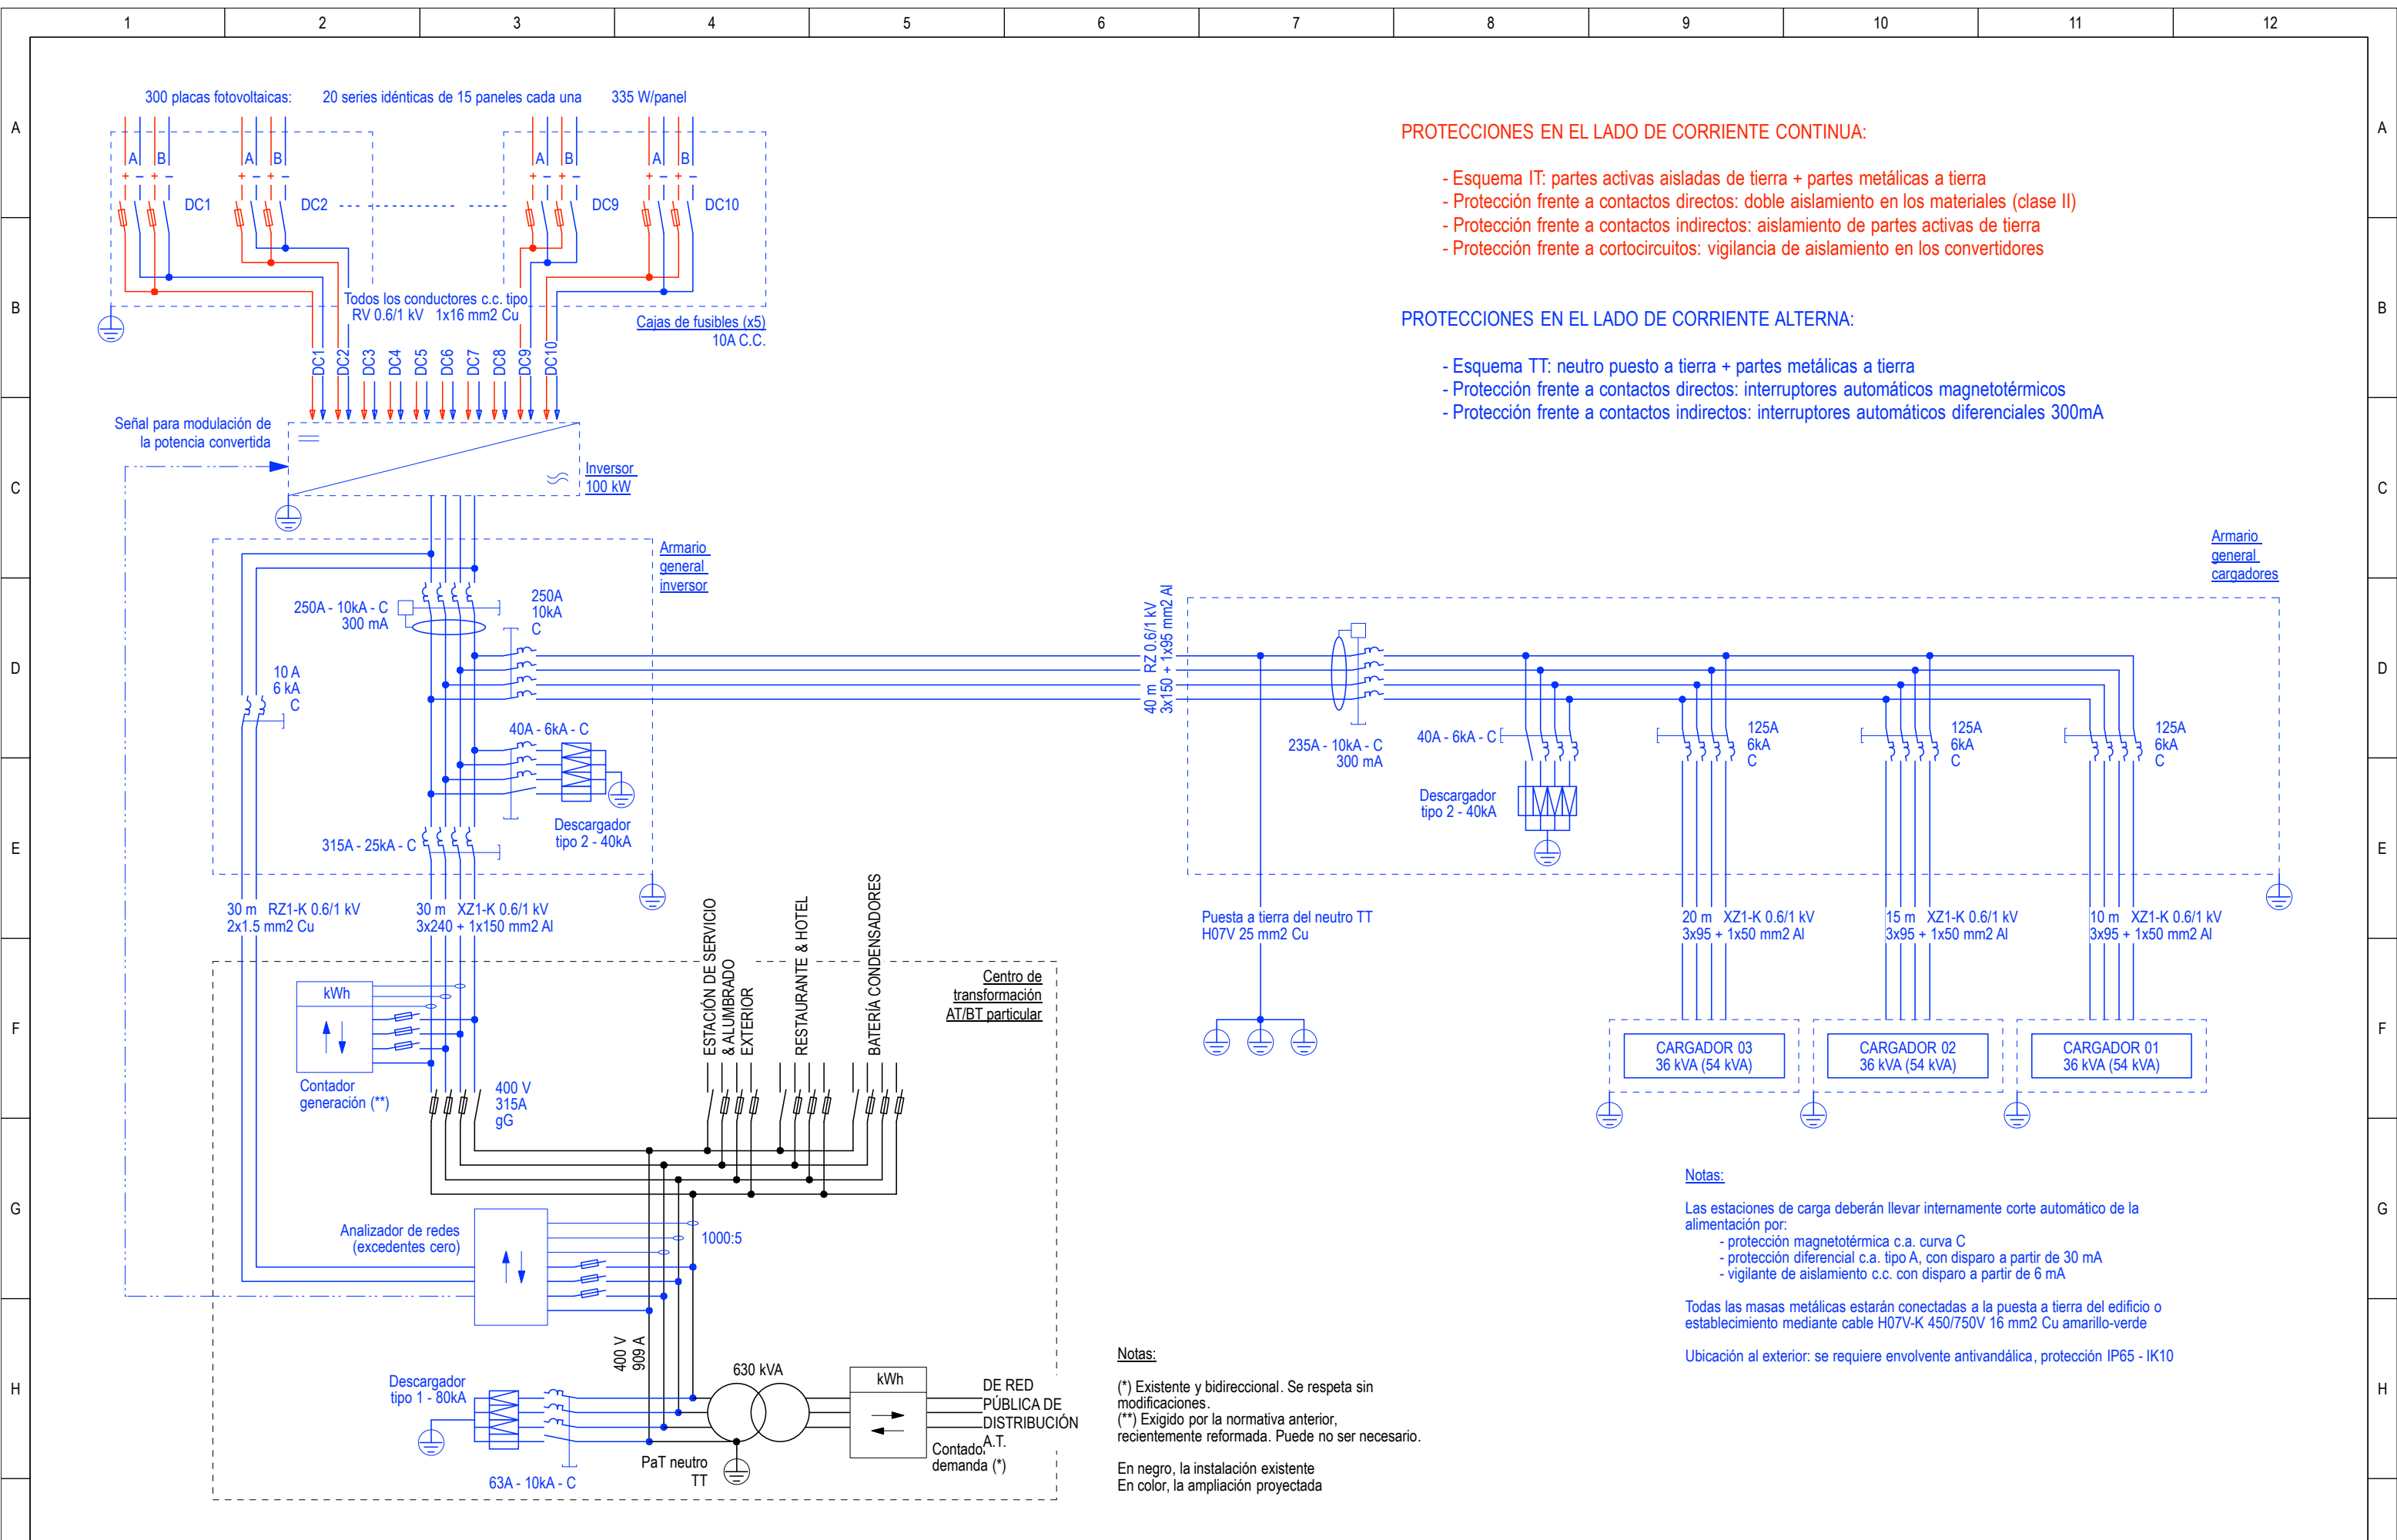 1 2 3 4 5 6 7 8 9 10 11 12
300 placas fotovoltaicas: 20 series idénticas de 15 paneles cada una 335 W/panel
A A
A B A B A B A B
+ − + − + − + − + − + − + − + −
DC1 DC2 DC9 DC10
PROTECCIONES EN EL LADO DE CORRIENTE CONTINUA:
- Esquema IT: partes activas aisladas de tierra + partes metálicas a tierra
- Protección frente a contactos directos: doble aislamiento en los materiales (clase II)
- Protección frente a contactos indirectos: aislamiento de partes activas de tierra
- Protección frente a cortocircuitos: vigilancia de aislamiento en los convertidores
B B
Todos los conductores c.c. tipo
RV 0.6/1 kV 1x16 mm2 Cu
Cajas de fusibles (x5)
10A C.C.
DC1 DC2 DC3 DC4 DC5 DC6 DC7 DC8 DC9 DC10
PROTECCIONES EN EL LADO DE CORRIENTE ALTERNA:
- Esquema TT: neutro puesto a tierra + partes metálicas a tierra
- Protección frente a contactos directos: interruptores automáticos magnetotérmicos
- Protección frente a contactos indirectos: interruptores automáticos diferenciales 300mA
Señal para modulación de
la potencia convertida
C C
Inversor
100 kW
Armario
general
inversor
Armario
general
cargadores
250A - 10kA - C
300 mA
250A
10kA
C
D D
10 A
6 kA
C
40 m RZ 0.6/1 kV
3x150 + 1x95 mm2 Al
40A - 6kA - C
235A - 10kA - C
300 mA
40A - 6kA - C
125A
6kA
C
125A
6kA
C
125A
6kA
C
Descargador
tipo 2 - 40kA
Descargador
tipo 2 - 40kA
E E
315A - 25kA - C
30 m RZ1-K 0.6/1 kV
2x1.5 mm2 Cu
30 m XZ1-K 0.6/1 kV
3x240 + 1x150 mm2 Al
Puesta a tierra del neutro TT
H07V 25 mm2 Cu
20 m XZ1-K 0.6/1 kV
3x95 + 1x50 mm2 Al
15 m XZ1-K 0.6/1 kV
3x95 + 1x50 mm2 Al
10 m XZ1-K 0.6/1 kV
3x95 + 1x50 mm2 Al
ESTACIÓN DE SERVICIO
& ALUMBRADO
EXTERIOR
RESTAURANTE & HOTEL
BATERÍA CONDENSADORES
Centro de
transformación
AT/BT particular
F F
kWh
Contador
generación (**)
400 V
315A
gG
CARGADOR 03
36 kVA (54 kVA)
CARGADOR 02
36 kVA (54 kVA)
CARGADOR 01
36 kVA (54 kVA)
G G
Analizador de redes
(excedentes cero)
1000:5
Notas:
Las estaciones de carga deberán llevar internamente corte automático de la
alimentación por:
- protección magnetotérmica c.a. curva C
- protección diferencial c.a. tipo A, con disparo a partir de 30 mA
- vigilante de aislamiento c.c. con disparo a partir de 6 mA
Todas las masas metálicas estarán conectadas a la puesta a tierra del edificio o
establecimiento mediante cable H07V-K 450/750V 16 mm2 Cu amarillo-verde
Ubicación al exterior: se requiere envolvente antivandálica, protección IP65 - IK10
H H
400 V
909 A
Descargador
tipo 1 - 80kA
63A - 10kA - C
630 kVA
PaT neutro
TT
kWh
DE RED
PÚBLICA DE
DISTRIBUCIÓN
A.T.
Contador
demanda (*)
Notas:
(*) Existente y bidireccional. Se respeta sin
modificaciones.
(**) Exigido por la normativa anterior,
recientemente reformada. Puede no ser necesario.
En negro, la instalación existente
En color, la ampliación proyectada